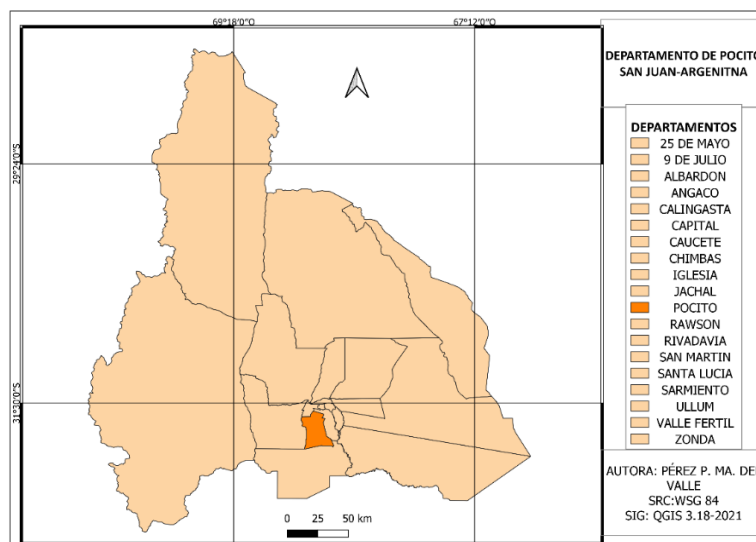 69°18'0"O
67°12'0"O
29°24'0"S
31°30'0"S
0 25 50 km
DEPARTAMENTO DE POCITO
SAN JUAN-ARGENITNA
DEPARTAMENTOS
25 DE MAYO
9 DE JULIO
ALBARDON
ANGACO
CALINGASTA
CAPITAL
CAUCETE
CHIMBAS
IGLESIA
JACHAL
POCITO
RAWSON
RIVADAVIA
SAN MARTIN
SANTA LUCIA
SARMIENTO
ULLUM
VALLE FERTIL
ZONDA
AUTORA: PÉREZ P. MA. DEL
VALLE
SRC:WSG 84
SIG: QGIS 3.18-2021